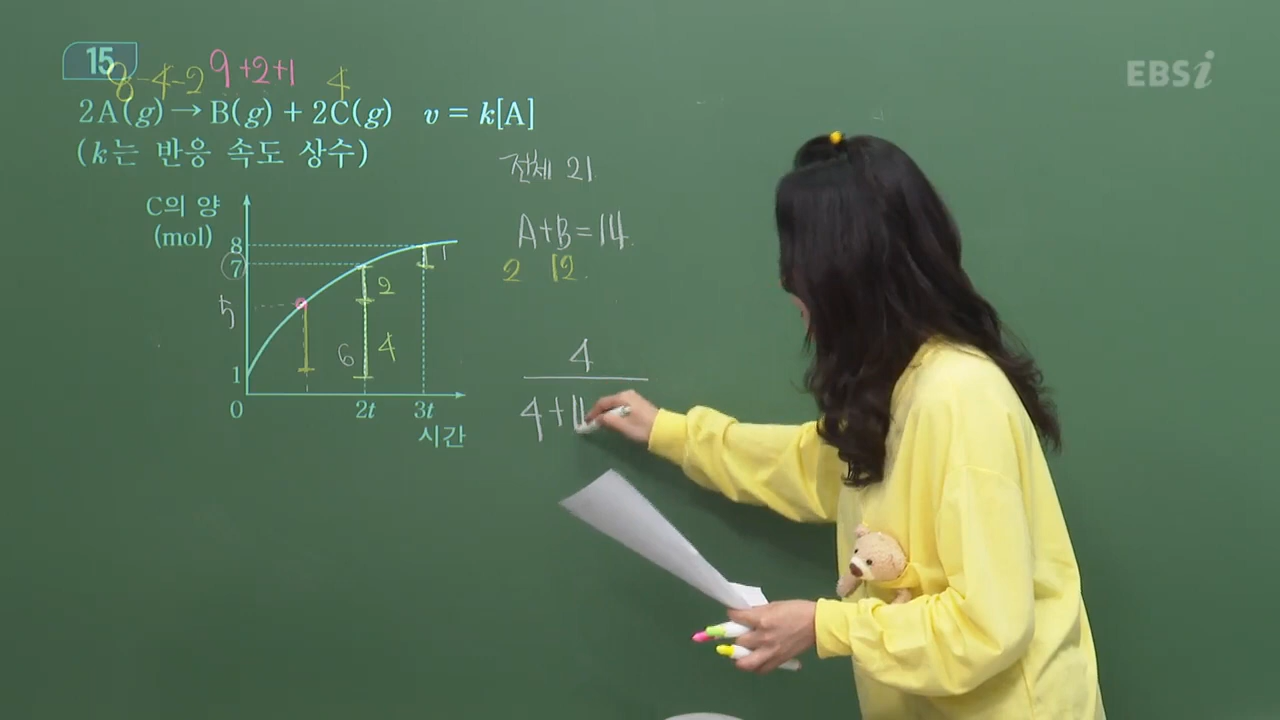 15
8-4-2 9+2+1 4
2A(g) → B(g) + 2C(g) v = k[A]
(k는 반응 속도 상수)
EBSi
전체 21
A+B=14
2 12
C의 양
(mol)
8
7
5
1
0
2t
3t
시간
1
2
6
4
4
4+